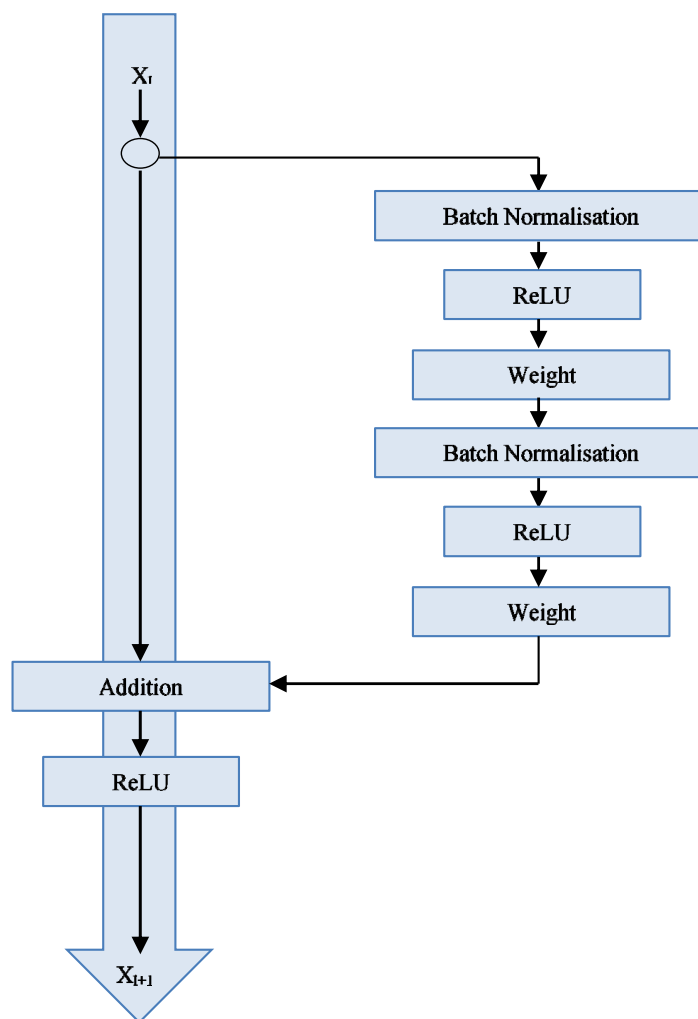 Xₗ
Batch Normalisation
ReLU
Weight
Batch Normalisation
ReLU
Weight
Addition
ReLU
Xₗ₊₁